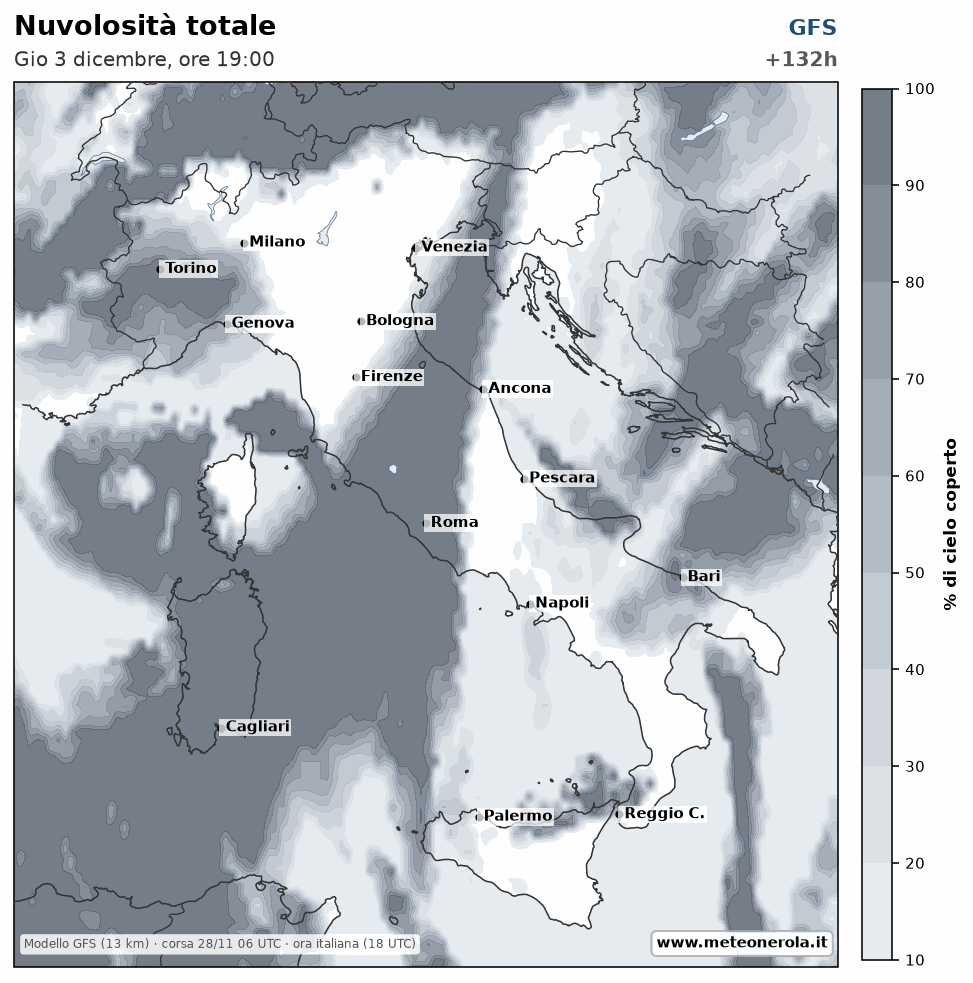 Nuvolosità totale
GFS
Gio 3 dicembre, ore 19:00
+132h
100
90
80
70
60
50
40
30
20
10
% di cielo coperto
Milano
Venezia
Torino
Genova
Bologna
Firenze
Ancona
Pescara
Roma
Bari
Napoli
Cagliari
Palermo
Reggio C.
Modello GFS (13 km) · corsa 28/11 06 UTC · ora italiana (18 UTC)
www.meteonerola.it